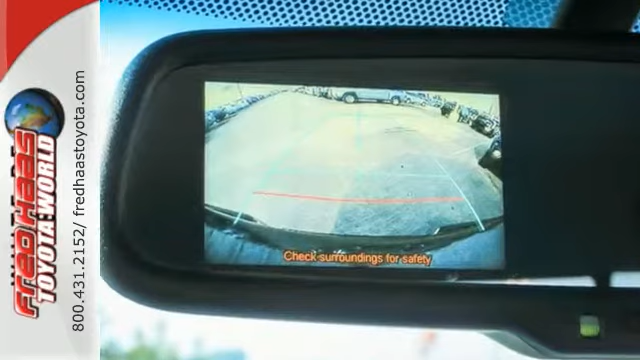 Fred Haas
TOYOTA WORLD
800.431.2152/ fredhaastoyota.com
Check surroundings for safety